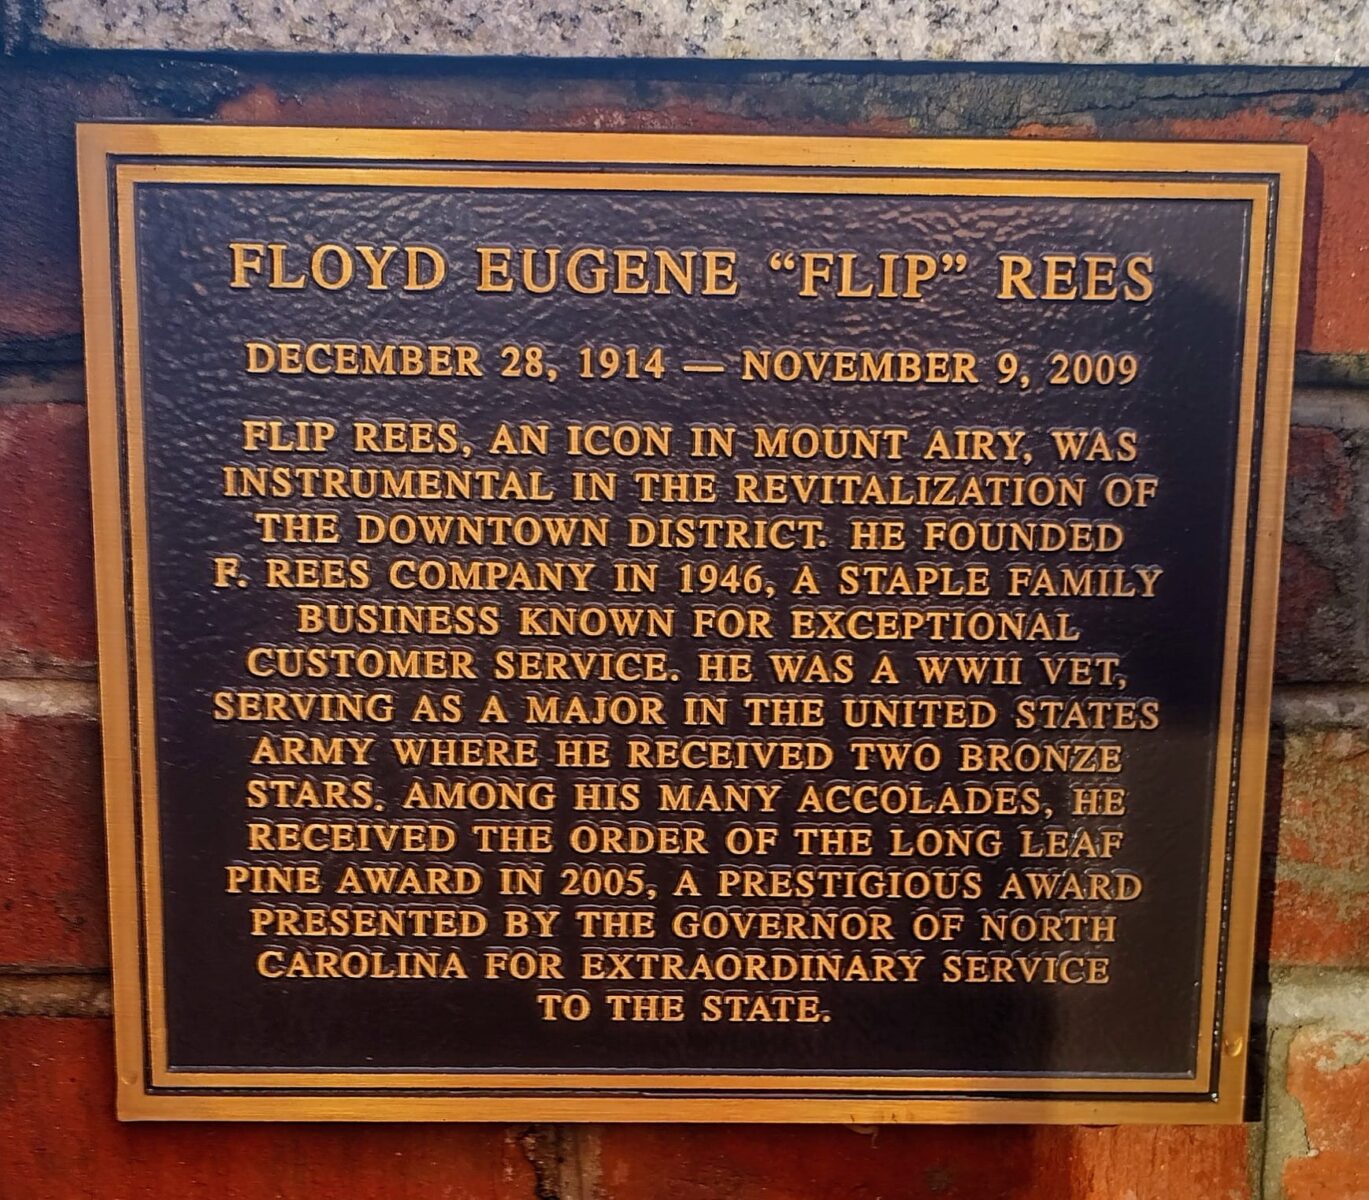 FLOYD EUGENE “FLIP” REES
DECEMBER 28, 1914 — NOVEMBER 9, 2009
FLIP REES, AN ICON IN MOUNT AIRY, WAS
INSTRUMENTAL IN THE REVITALIZATION OF
THE DOWNTOWN DISTRICT. HE FOUNDED
F. REES COMPANY IN 1946, A STAPLE FAMILY
BUSINESS KNOWN FOR EXCEPTIONAL
CUSTOMER SERVICE. HE WAS A WWII VET,
SERVING AS A MAJOR IN THE UNITED STATES
ARMY WHERE HE RECEIVED TWO BRONZE
STARS. AMONG HIS MANY ACCOLADES, HE
RECEIVED THE ORDER OF THE LONG LEAF
PINE AWARD IN 2005, A PRESTIGIOUS AWARD
PRESENTED BY THE GOVERNOR OF NORTH
CAROLINA FOR EXTRAORDINARY SERVICE
TO THE STATE.